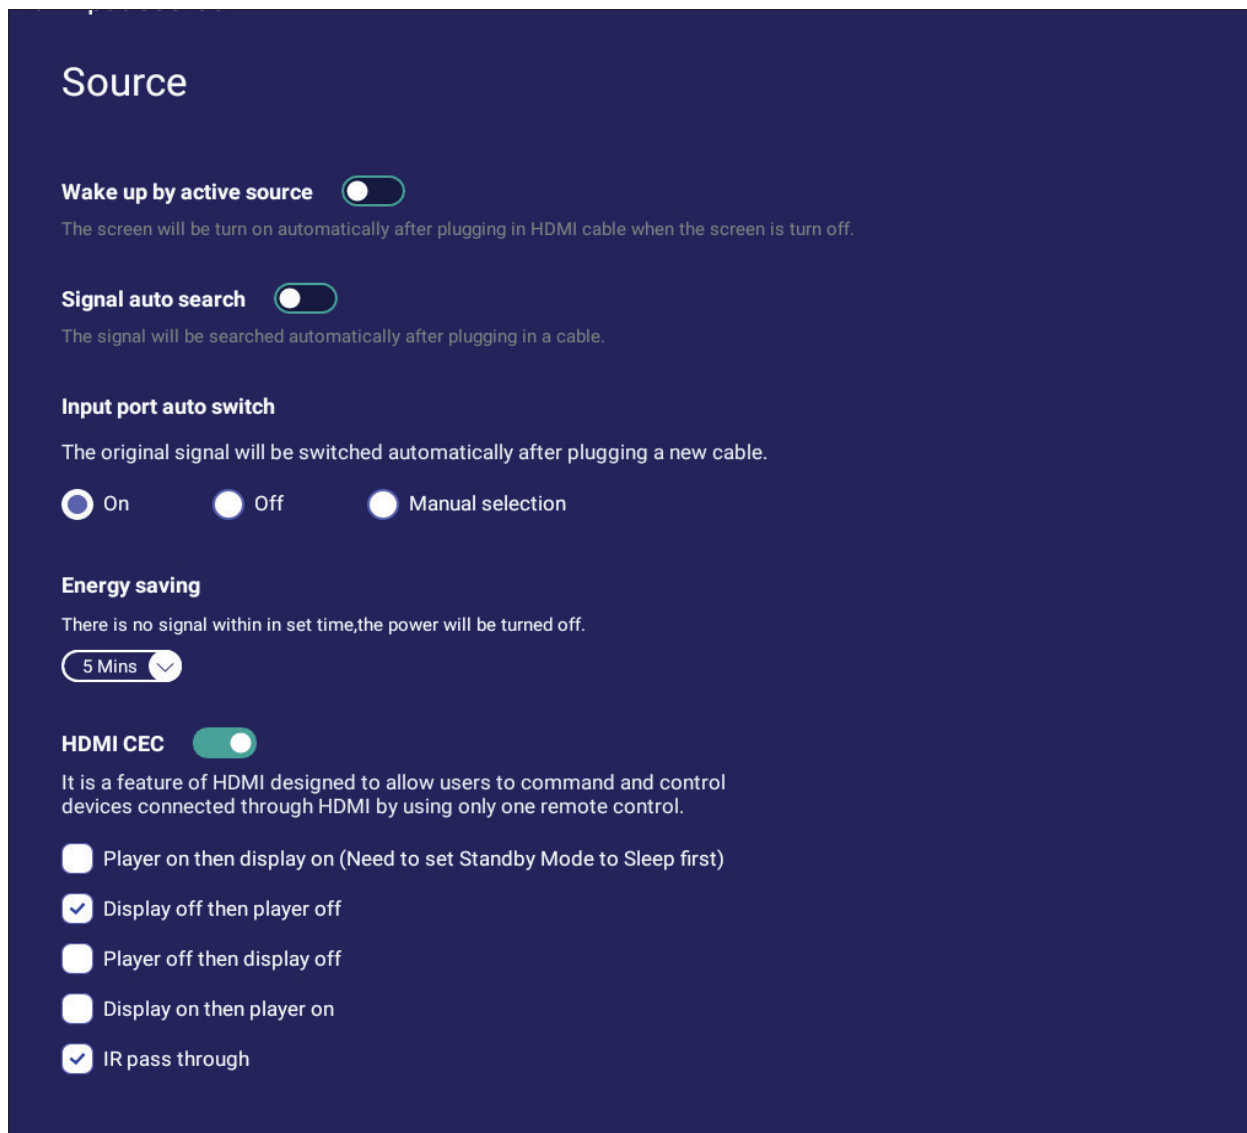 Source
Wake up by active source
The screen will be turn on automatically after plugging in HDMI cable when the screen is turn off.
Signal auto search
The signal will be searched automatically after plugging in a cable.
Input port auto switch
The original signal will be switched automatically after plugging a new cable.
On Off Manual selection
Energy saving
There is no signal within in set time,the power will be turned off.
5 Mins
HDMI CEC
It is a feature of HDMI designed to allow users to command and control
devices connected through HDMI by using only one remote control.
Player on then display on (Need to set Standby Mode to Sleep first)
Display off then player off
Player off then display off
Display on then player on
IR pass through